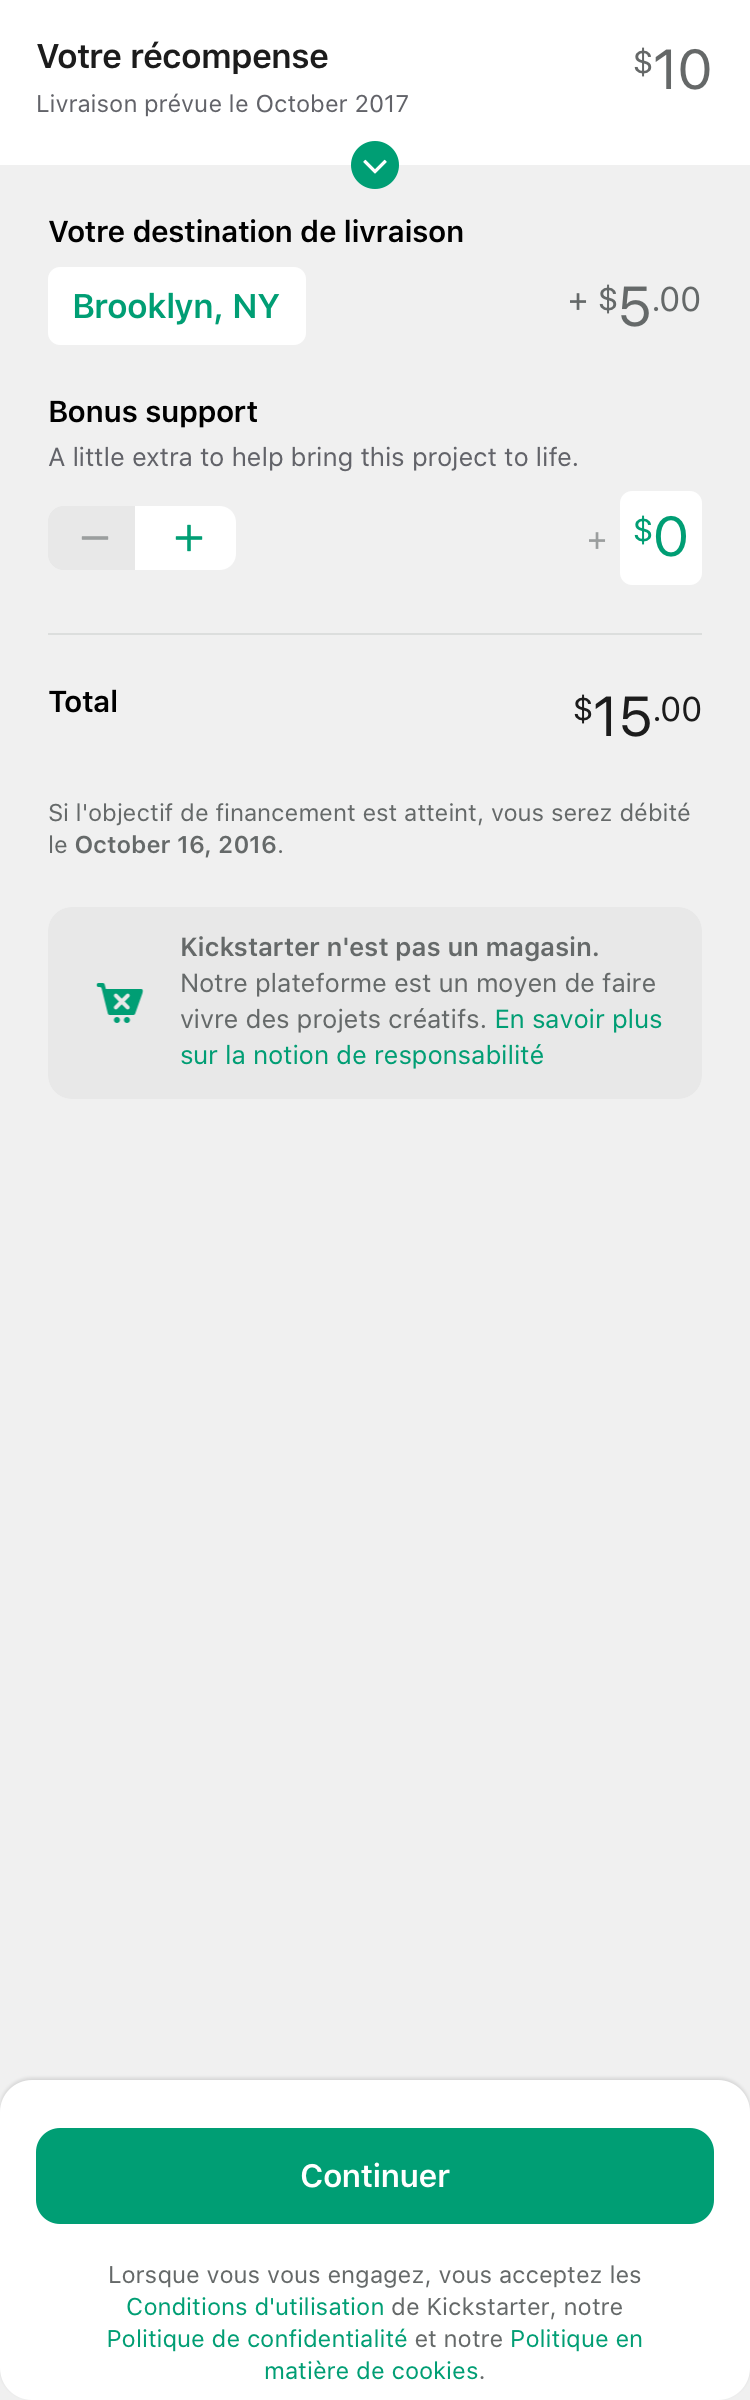 Votre récompense
$10
Livraison prévue le October 2017
Votre destination de livraison
Brooklyn, NY
+ $5.00
Bonus support
A little extra to help bring this project to life.
− +
+ $0
Total
$15.00
Si l'objectif de financement est atteint, vous serez débité
le October 16, 2016.
Kickstarter n'est pas un magasin.
Notre plateforme est un moyen de faire
vivre des projets créatifs. En savoir plus
sur la notion de responsabilité
Continuer
Lorsque vous vous engagez, vous acceptez les
Conditions d'utilisation de Kickstarter, notre
Politique de confidentialité et notre Politique en
matière de cookies.